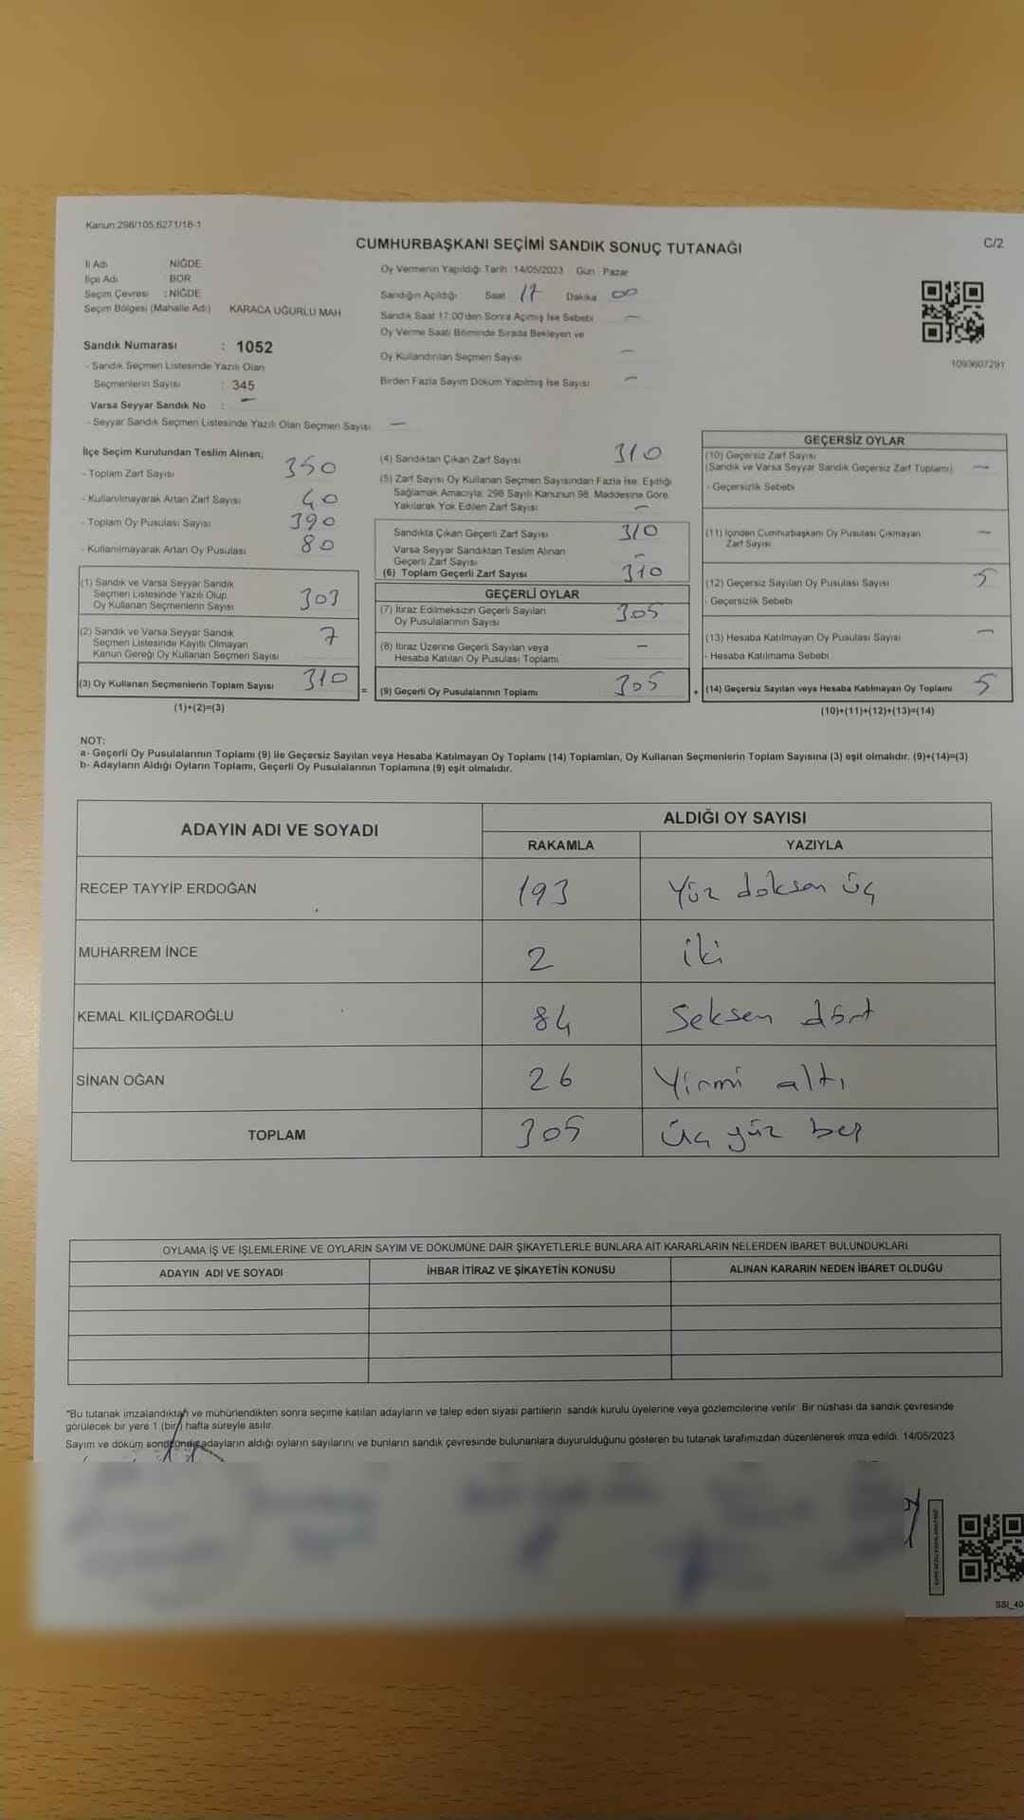 Kanun:298/105,6271/16-1
CUMHURBAŞKANI SEÇİMİ SANDIK SONUÇ TUTANAĞI
C/2
İl Adı NİĞDE
İlçe Adı BOR
Seçim Çevresi : NİĞDE
Seçim Bölgesi (Mahalle Adı) KARACA UĞURLU MAH
Sandık Numarası : 1052
- Sandık Seçmen Listesinde Yazılı Olan
Seçmenlerin Sayısı : 345
Varsa Seyyar Sandık No : -
- Seyyar Sandık Seçmen Listesinde Yazılı Olan Seçmen Sayısı -
Oy Vermenin Yapıldığı Tarih :14/05/2023 Gün : Pazar
Sandığın Açıldığı Saat 17 Dakika 00
Sandık Saat 17:00'den Sonra Açımış İse Sebebi -
Oy Verme Saati Bitiminde Sırada Bekleyen ve
Oy Kullandırılan Seçmen Sayısı -
Birden Fazla Sayım Döküm Yapılmış İse Sayısı -
1093607291
İlçe Seçim Kurulundan Teslim Alınan;
- Toplam Zarf Sayısı 350
- Kullanılmayarak Artan Zarf Sayısı 40
- Toplam Oy Pusulası Sayısı 390
- Kullanılmayarak Artan Oy Pusulası 80
(1) Sandık ve Varsa Seyyar Sandık
Seçmen Listesinde Yazılı Olup
Oy Kullanan Seçmenlerin Sayısı 303
(2) Sandık ve Varsa Seyyar Sandık
Seçmen Listesinde Kayıtlı Olmayan
Kanun Gereği Oy Kullanan Seçmen Sayısı 7
(3) Oy Kullanan Seçmenlerin Toplam Sayısı 310
(1)+(2)=(3)
(4) Sandıktan Çıkan Zarf Sayısı 310
(5) Zarf Sayısı Oy Kullanan Seçmen Sayısından Fazla İse, Eşitliği
Sağlamak Amacıyla, 298 Sayılı Kanunun 98. Maddesine Göre
Yakılarak Yok Edilen Zarf Sayısı -
Sandıkta Çıkan Geçerli Zarf Sayısı 310
Varsa Seyyar Sandıktan Teslim Alınan
Geçerli Zarf Sayısı -
(6) Toplam Geçerli Zarf Sayısı 310
GEÇERLİ OYLAR
(7) İtiraz Edilmeksizin Geçerli Sayılan
Oy Pusulalarının Sayısı 305
(8) İtiraz Üzerine Geçerli Sayılan veya
Hesaba Katılan Oy Pusulası Toplamı -
= (9) Geçerli Oy Pusulalarının Toplamı 305
GEÇERSİZ OYLAR
(10) Geçersiz Zarf Sayısı
(Sandık ve Varsa Seyyar Sandık Geçersiz Zarf Toplamı) -
- Geçersizlik Sebebi
(11) İçinden Cumhurbaşkanı Oy Pusulası Çıkmayan
Zarf Sayısı -
(12) Geçersiz Sayılan Oy Pusulası Sayısı 5
- Geçersizlik Sebebi
(13) Hesaba Katılmayan Oy Pusulası Sayısı -
- Hesaba Katılmama Sebebi
+ (14) Geçersiz Sayılan veya Hesaba Katılmayan Oy Toplamı 5
(10)+(11)+(12)+(13)=(14)
NOT:
a- Geçerli Oy Pusulalarının Toplamı (9) ile Geçersiz Sayılan veya Hesaba Katılmayan Oy Toplamı (14) Toplamları, Oy Kullanan Seçmenlerin Toplam Sayısına (3) eşit olmalıdır. (9)+(14)=(3)
b- Adayların Aldığı Oyların Toplamı, Geçerli Oy Pusulalarının Toplamına (9) eşit olmalıdır.
ADAYIN ADI VE SOYADI ALDIĞI OY SAYISI
RAKAMLA YAZIYLA
RECEP TAYYİP ERDOĞAN 193 Yüz doksan üç
MUHARREM İNCE 2 iki
KEMAL KILIÇDAROĞLU 84 Seksen dört
SİNAN OĞAN 26 Yirmi altı
TOPLAM 305 Üç yüz beş
OYLAMA İŞ VE İŞLEMLERİNE VE OYLARIN SAYIM VE DÖKÜMÜNE DAİR ŞİKAYETLERLE BUNLARA AİT KARARLARIN NELERDEN İBARET BULUNDUKLARI
ADAYIN ADI VE SOYADI İHBAR İTİRAZ VE ŞİKAYETİN KONUSU ALINAN KARARIN NEDEN İBARET OLDUĞU
"Bu tutanak imzalandıktan ve mühürlendikten sonra seçime katılan adayların ve talep eden siyasi partilerin sandık kurulu üyelerine veya gözlemcilerine verilir. Bir nüshası da sandık çevresinde
görülecek bir yere 1 (bir) hafta süreyle asılır.
Sayım ve döküm sonucunda adayların aldığı oyların sayılarını ve bunların sandık çevresinde bulunanlara duyurulduğunu gösteren bu tutanak tarafımızdan düzenlenerek imza edildi. 14/05/2023
SSI_40